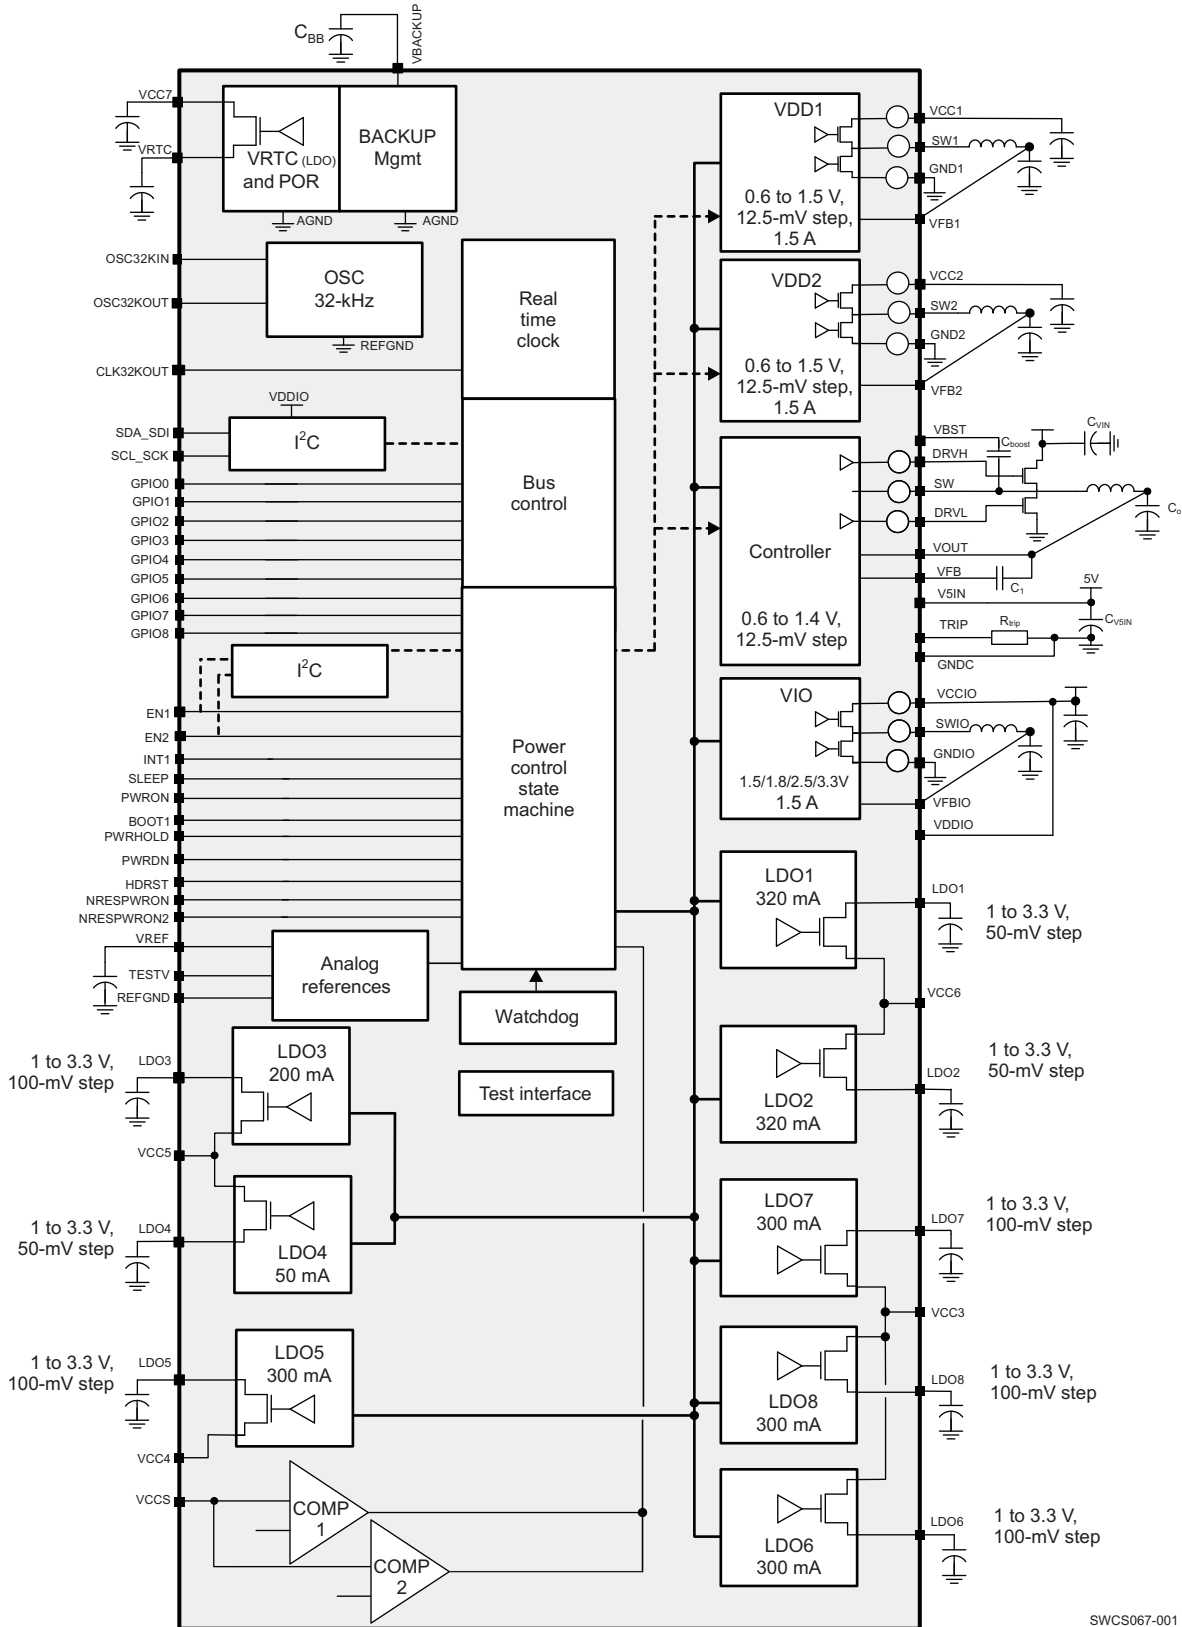 C_BB
VBACKUP
VCC7
VRTC
VRTC (LDO)
and POR
BACKUP
Mgmt
AGND
AGND
OSC32KIN
OSC32KOUT
OSC
32-kHz
REFGND
CLK32KOUT
VDDIO
SDA_SDI
SCL_SCK
I²C
GPIO0
GPIO1
GPIO2
GPIO3
GPIO4
GPIO5
GPIO6
GPIO7
GPIO8
I²C
EN1
EN2
INT1
SLEEP
PWRON
BOOT1
PWRHOLD
PWRDN
HDRST
NRESPWRON
NRESPWRON2
VREF
TESTV
REFGND
Analog
references
Real
time
clock
Bus
control
Power
control
state
machine
Watchdog
Test interface
1 to 3.3 V,
100-mV step
LDO3
LDO3
200 mA
VCC5
1 to 3.3 V,
50-mV step
LDO4
LDO4
50 mA
1 to 3.3 V,
100-mV step
LDO5
LDO5
300 mA
VCC4
VCCS
COMP
1
COMP
2
VDD1
0.6 to 1.5 V,
12.5-mV step,
1.5 A
VCC1
SW1
GND1
VFB1
VDD2
0.6 to 1.5 V,
12.5-mV step,
1.5 A
VCC2
SW2
GND2
VFB2
Controller
0.6 to 1.4 V,
12.5-mV step
VBST
DRVH
SW
DRVL
VOUT
VFB
V5IN
TRIP
GNDC
C_boost
C_VIN
C_o
C_1
5V
C_V5IN
R_trip
VIO
1.5/1.8/2.5/3.3V
1.5 A
VCCIO
SWIO
GNDIO
VFBIO
VDDIO
LDO1
320 mA
LDO1
1 to 3.3 V,
50-mV step
VCC6
LDO2
320 mA
LDO2
1 to 3.3 V,
50-mV step
LDO7
300 mA
LDO7
1 to 3.3 V,
100-mV step
VCC3
LDO8
300 mA
LDO8
1 to 3.3 V,
100-mV step
LDO6
300 mA
LDO6
1 to 3.3 V,
100-mV step
SWCS067-001